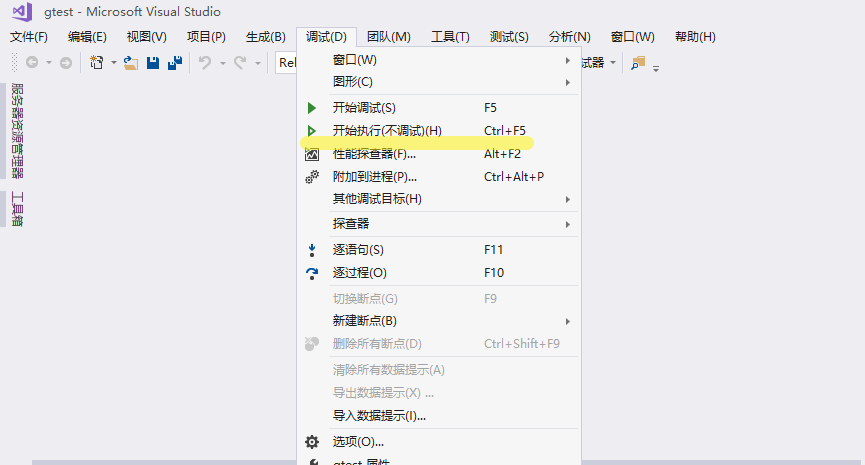 gtest - Microsoft Visual Studio
文件(F) 编辑(E) 视图(V) 项目(P) 生成(B) 调试(D) 团队(M) 工具(T) 测试(S) 分析(N) 窗口(W) 帮助(H)
Rel
试器
服务器资源管理器
工具箱
窗口(W)
图形(C)
开始调试(S) F5
开始执行(不调试)(H) Ctrl+F5
性能探查器(F)... Alt+F2
附加到进程(P)... Ctrl+Alt+P
其他调试目标(H)
探查器
逐语句(S) F11
逐过程(O) F10
切换断点(G) F9
新建断点(B)
删除所有断点(D) Ctrl+Shift+F9
清除所有数据提示(A)
导出数据提示(X) ...
导入数据提示(I)...
选项(O)...
gtest 属性